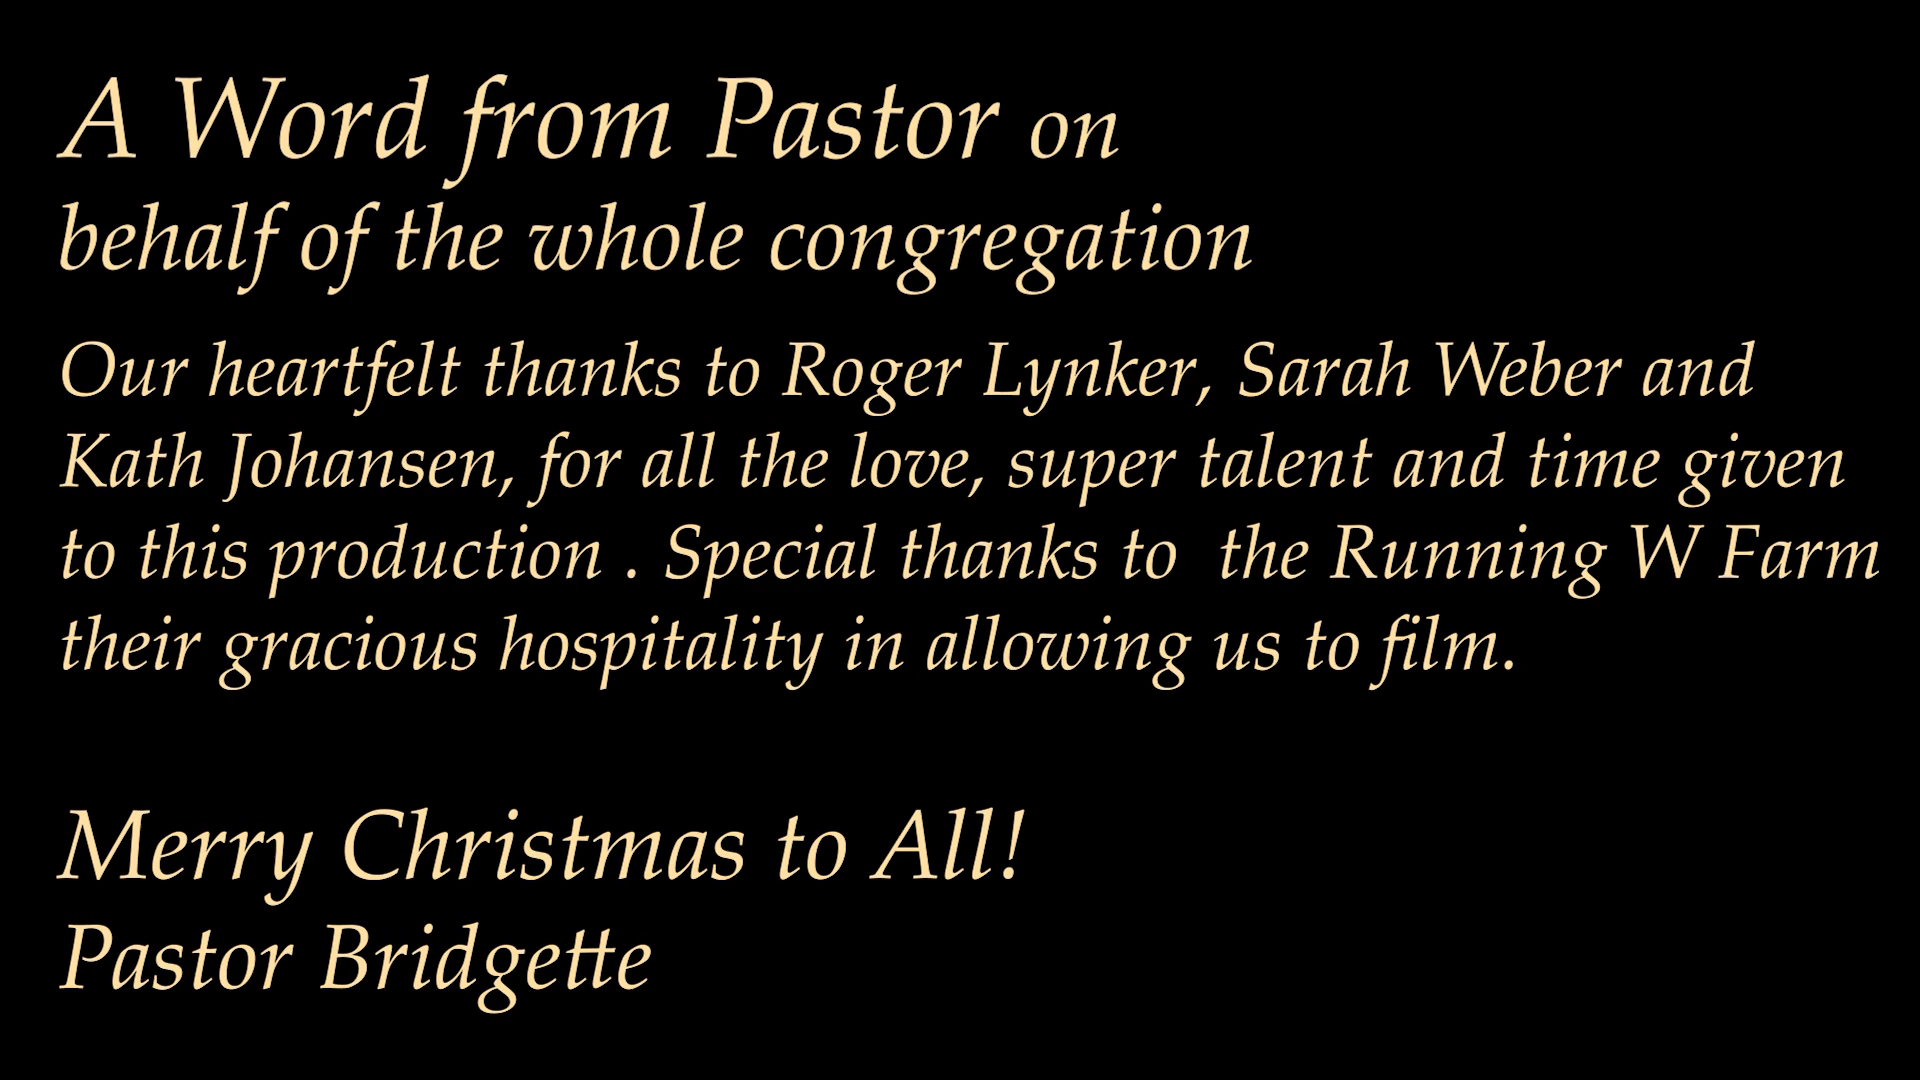 A Word from Pastor on
behalf of the whole congregation
Our heartfelt thanks to Roger Lynker, Sarah Weber and
Kath Johansen, for all the love, super talent and time given
to this production . Special thanks to  the Running W Farm
their gracious hospitality in allowing us to film.
Merry Christmas to All!
Pastor Bridgette